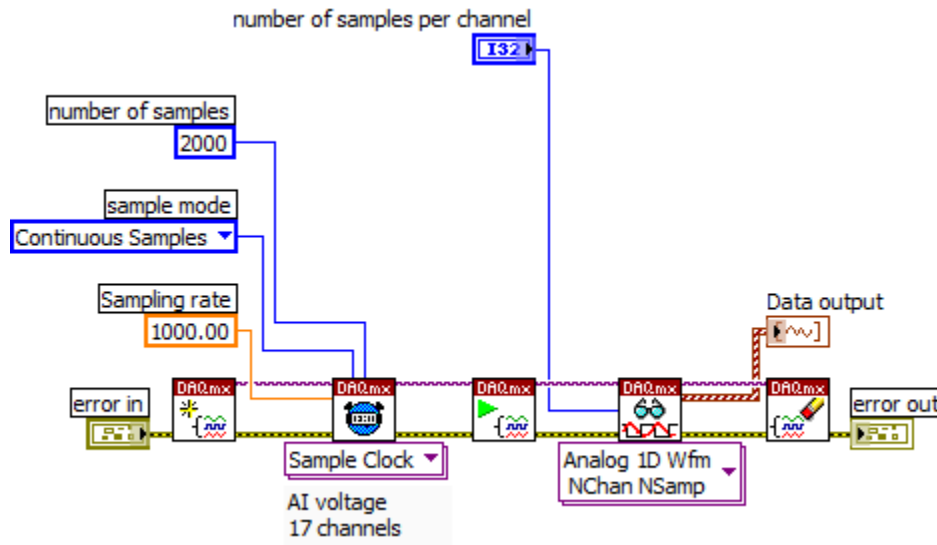 number of samples per channel
I32
number of samples
2000
sample mode
Continuous Samples
Sampling rate
1000.00
Data output
error in
DAQmx
DAQmx
DAQmx
DAQmx
DAQmx
error out
Sample Clock
Analog 1D Wfm
NChan NSamp
AI voltage
17 channels